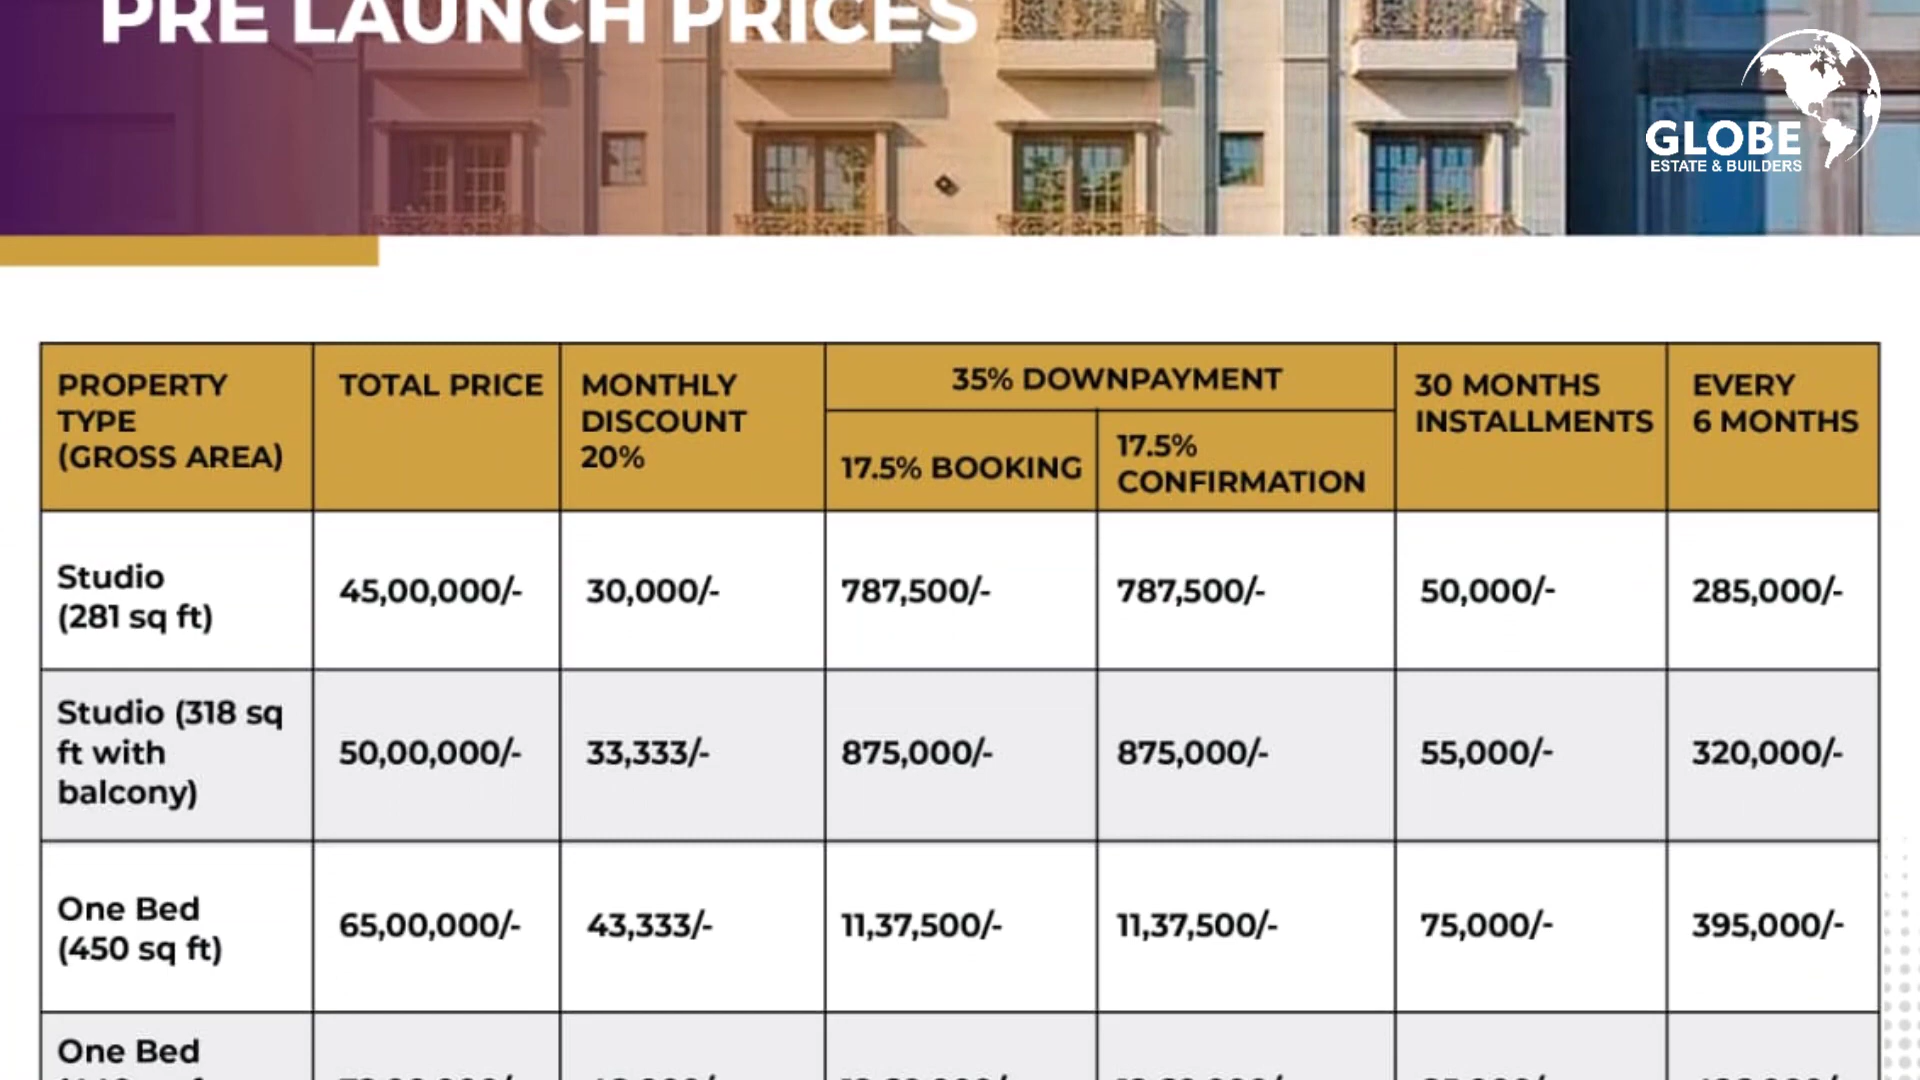 PRE LAUNCH PRICES
GLOBE
ESTATE & BUILDERS
PROPERTY
TYPE
(GROSS AREA)
TOTAL PRICE
MONTHLY
DISCOUNT
20%
35% DOWNPAYMENT
17.5% BOOKING
17.5%
CONFIRMATION
30 MONTHS
INSTALLMENTS
EVERY
6 MONTHS
Studio
(281 sq ft)
45,00,000/-
30,000/-
787,500/-
787,500/-
50,000/-
285,000/-
Studio (318 sq
ft with
balcony)
50,00,000/-
33,333/-
875,000/-
875,000/-
55,000/-
320,000/-
One Bed
(450 sq ft)
65,00,000/-
43,333/-
11,37,500/-
11,37,500/-
75,000/-
395,000/-
One Bed